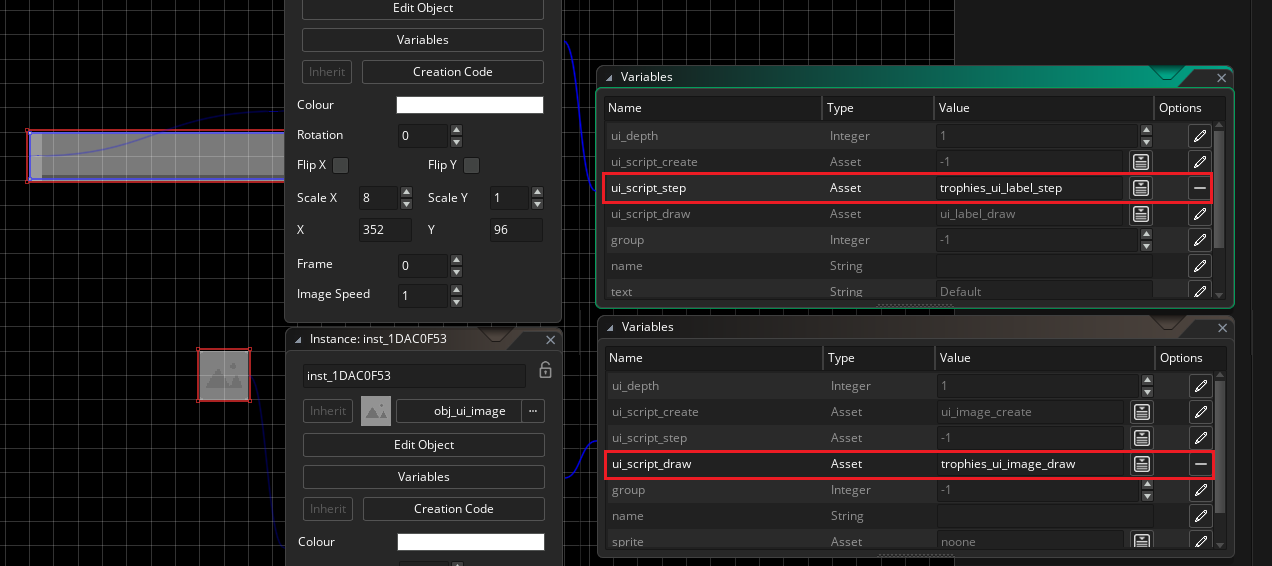 Edit Object
Variables
Inherit Creation Code
Colour
Rotation 0
Flip X Flip Y
Scale X 8 Scale Y 1
X 352 Y 96
Frame 0
Image Speed 1
Variables
Name Type Value Options
ui_depth Integer 1
ui_script_create Asset -1
ui_script_step Asset trophies_ui_label_step
ui_script_draw Asset ui_label_draw
group Integer -1
name String
text String Default
Instance: inst_1DAC0F53
inst_1DAC0F53
Inherit obj_ui_image ...
Edit Object
Variables
Inherit Creation Code
Colour
Variables
Name Type Value Options
ui_depth Integer 1
ui_script_create Asset ui_image_create
ui_script_step Asset -1
ui_script_draw Asset trophies_ui_image_draw
group Integer -1
name String
sprite Asset noone